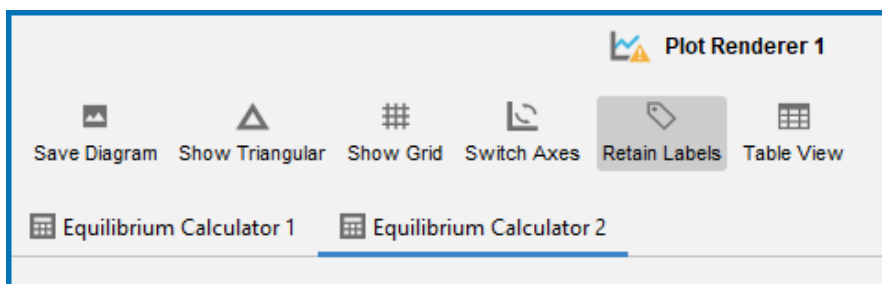 Plot Renderer 1
Save Diagram Show Triangular Show Grid Switch Axes Retain Labels Table View
Equilibrium Calculator 1 Equilibrium Calculator 2